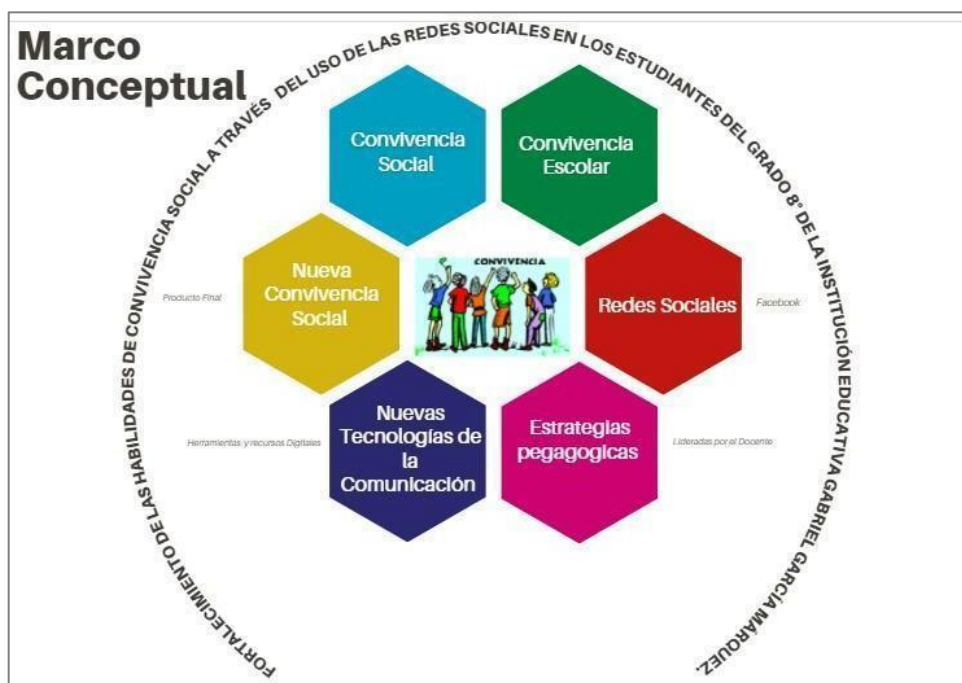 Marco
Conceptual
FORTALECIMIENTO DE LAS HABILIDADES DE CONVIVENCIA SOCIAL A TRAVÉS DEL USO DE LAS REDES SOCIALES EN LOS ESTUDIANTES DEL GRADO 8° DE LA INSTITUCIÓN EDUCATIVA GABRIEL GARCÍA MÁRQUEZ.
Convivencia
Social
Convivencia
Escolar
Nueva
Convivencia
Social
Producto Final
CONVIVENCIA
Redes Sociales
Facebook
Nuevas
Tecnologías de
la
Comunicación
Herramientas y recursos Digitales
Estrategias
pegagogicas
Lideradas por el Docente